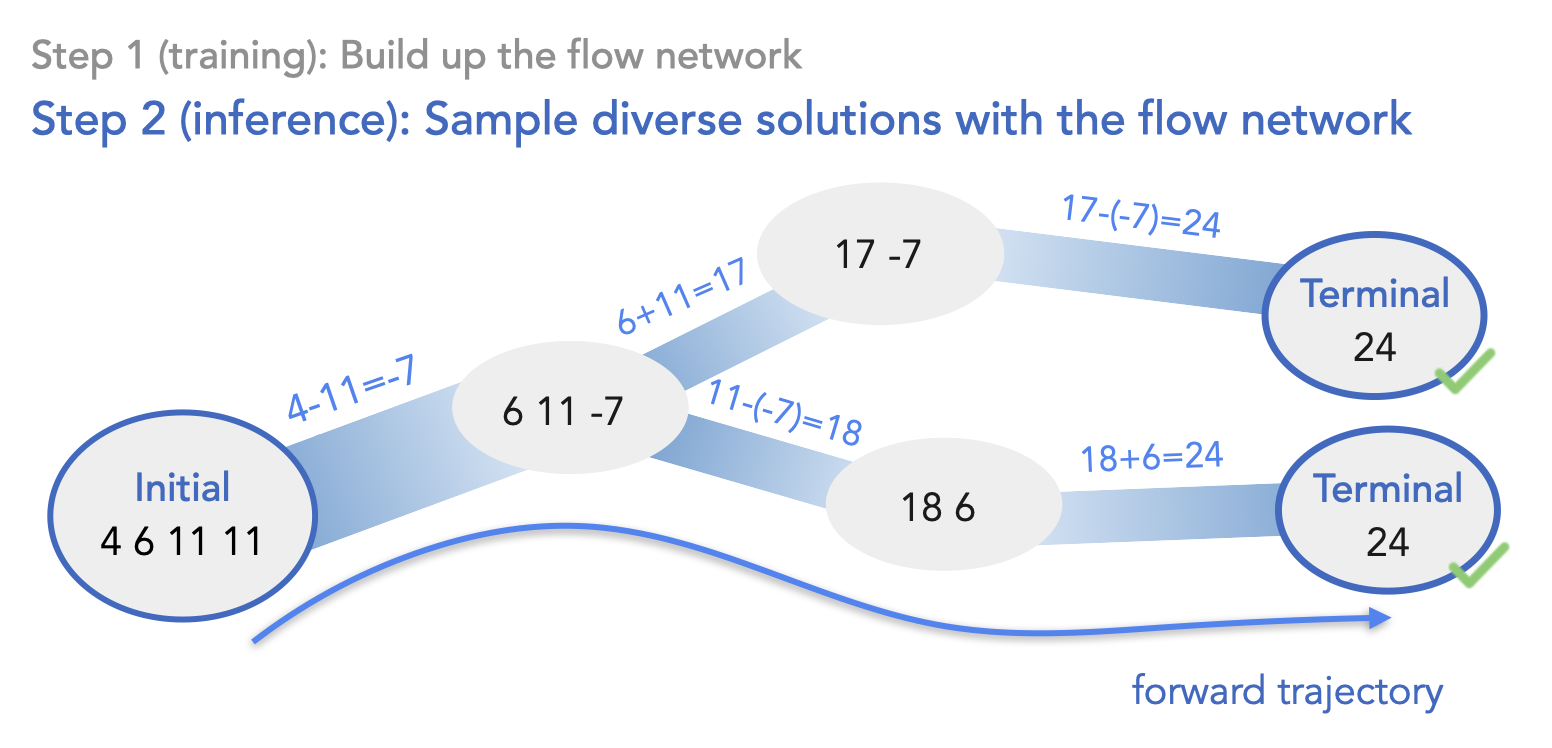 Step 1 (training): Build up the flow network
Step 2 (inference): Sample diverse solutions with the flow network
Initial
4 6 11 11
4-11=-7
6 11 -7
6+11=17
17 -7
17-(-7)=24
Terminal
24
11-(-7)=18
18 6
18+6=24
Terminal
24
forward trajectory